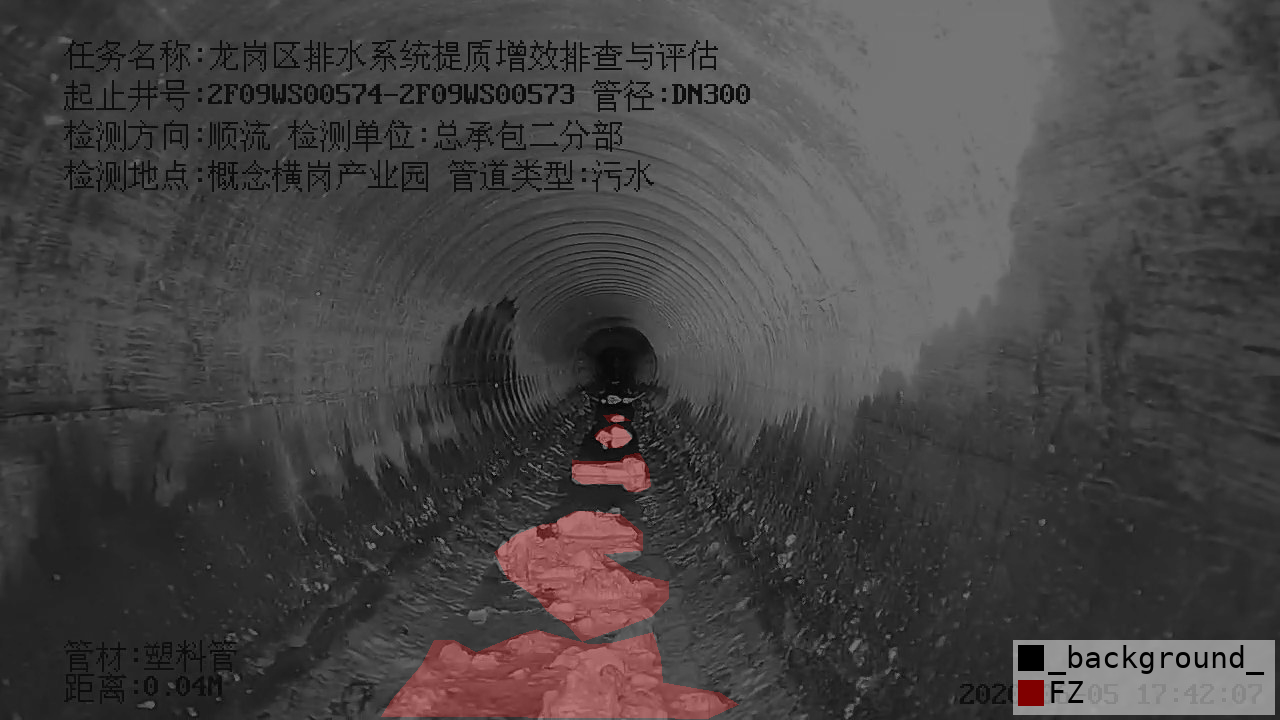 任务名称:龙岗区排水系统提质增效排查与评估
起止井号:2F09WS00574-2F09WS00573 管径:DN300
检测方向:顺流 检测单位:总承包二分部
检测地点:概念横岗产业园 管道类型:污水
管材:塑料管
距离:0.04M
_background_
FZ
17:42:07